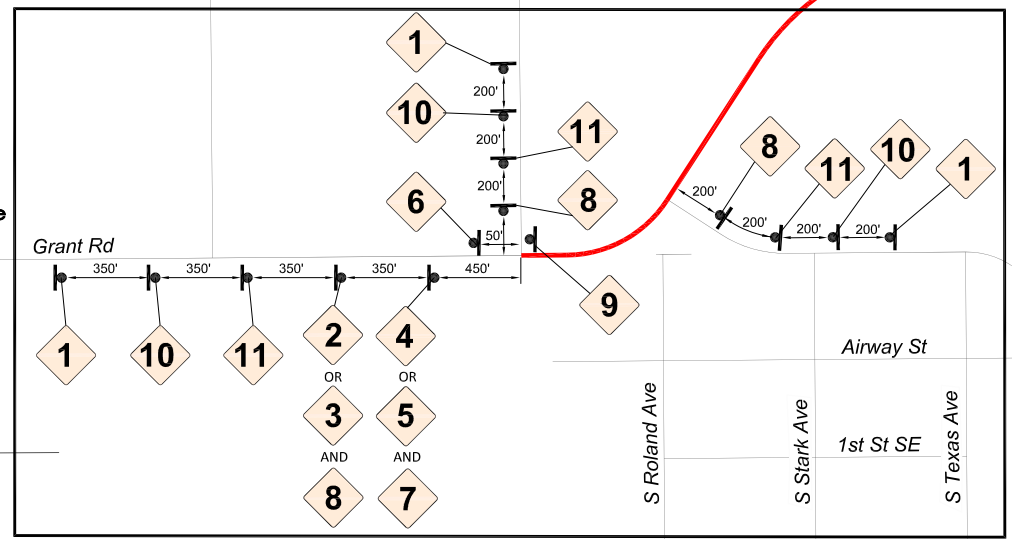 1
200'
10
200'
11
200'
8
6
50'
9
e
Grant Rd
350'
350'
350'
350'
450'
1
10
11
2
OR
3
AND
8
4
OR
5
AND
7
200'
8
200'
11
200'
10
200'
1
Airway St
1st St SE
S Roland Ave
S Stark Ave
S Texas Ave